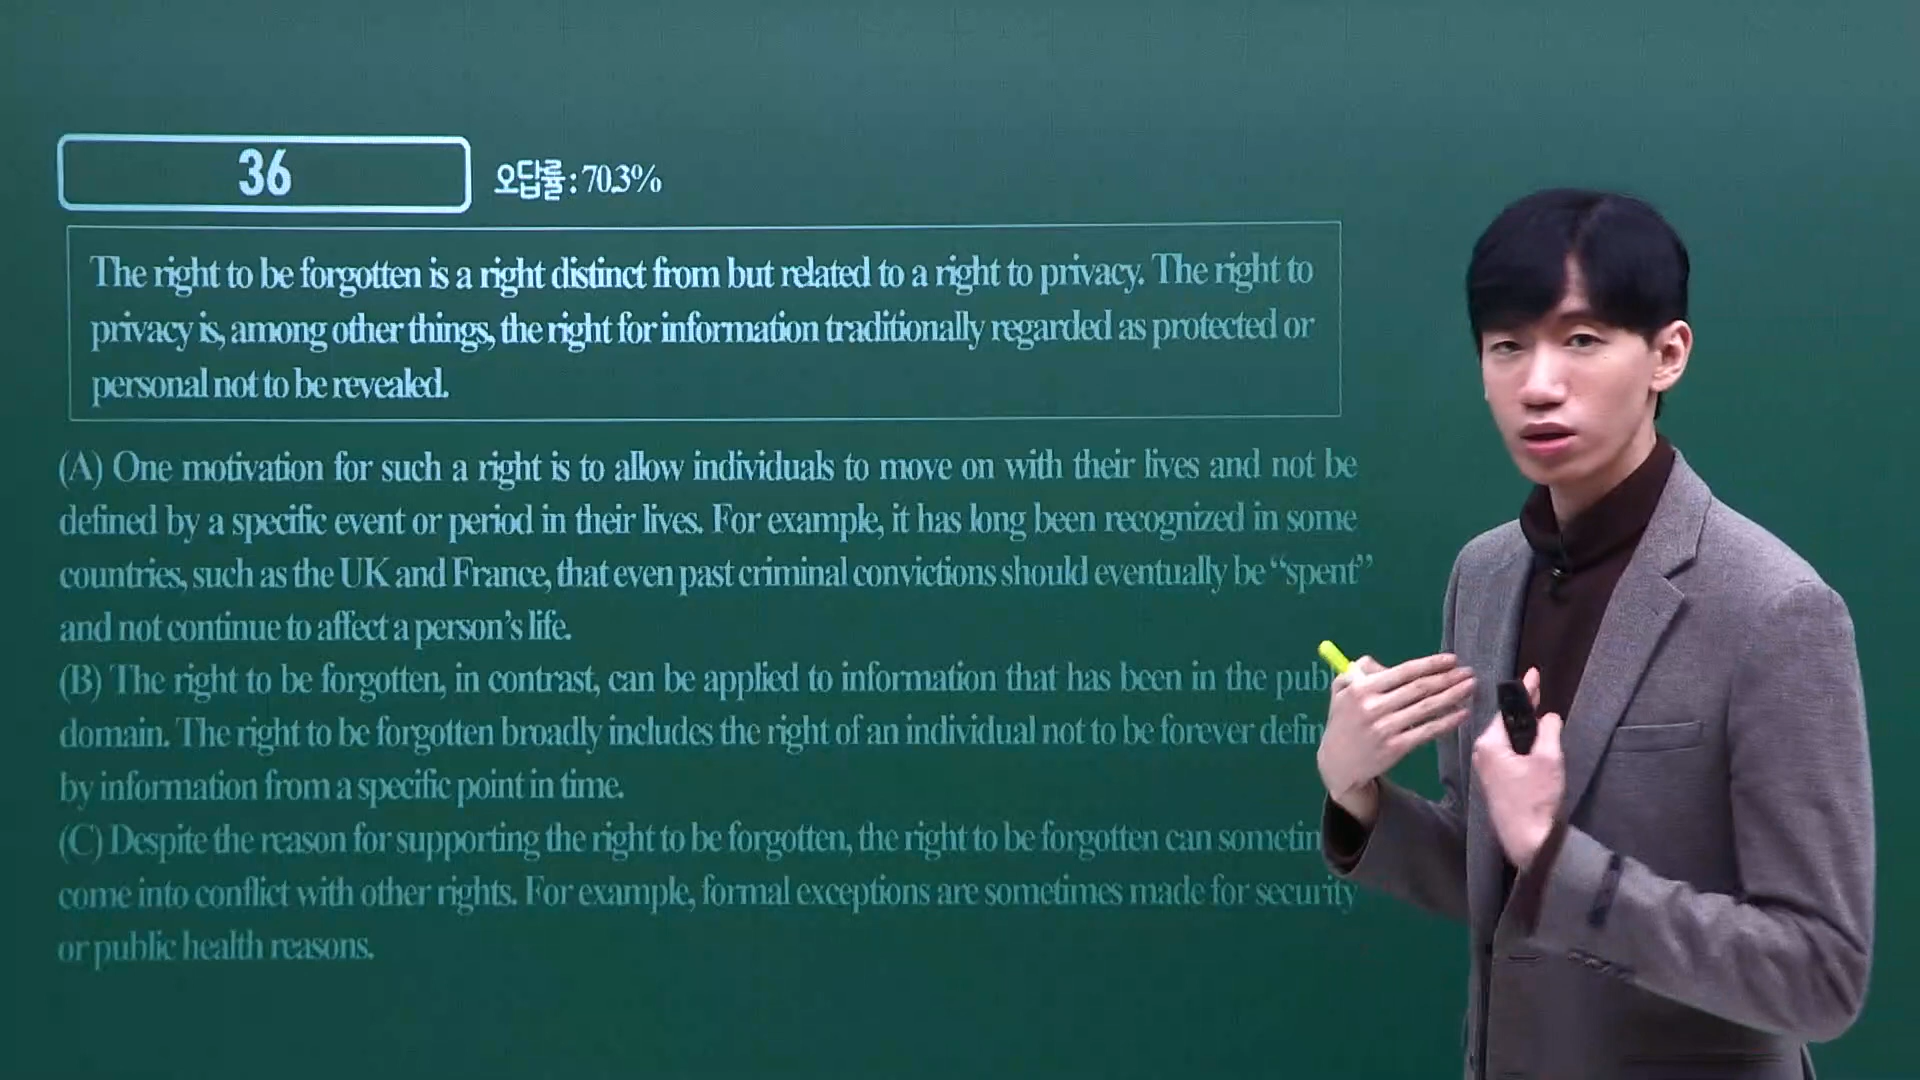 36
오답률 : 70.3%
The right to be forgotten is a right distinct from but related to a right to privacy. The right to
privacy is, among other things, the right for information traditionally regarded as protected or
personal not to be revealed.
(A) One motivation for such a right is to allow individuals to move on with their lives and not be
defined by a specific event or period in their lives. For example, it has long been recognized in some
countries, such as the UK and France, that even past criminal convictions should eventually be “spent”
and not continue to affect a person’s life.
(B) The right to be forgotten, in contrast, can be applied to information that has been in the
domain. The right to be forgotten broadly includes the right of an individual not to be forever
by information from a specific point in time.
(C) Despite the reason for supporting the right to be forgotten, the right to be forgotten can
come into conflict with other rights. For example, formal exceptions are sometimes made for security
or public health reasons.